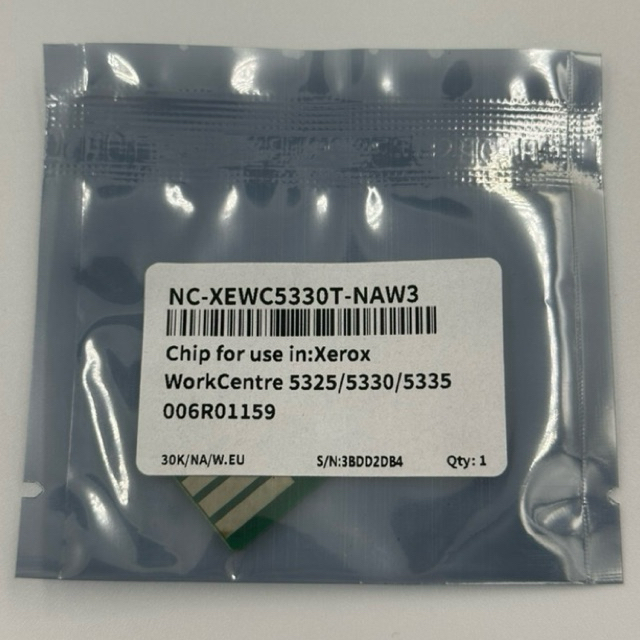 NC-XEWC5330T-NAW3
Chip for use in:Xerox
WorkCentre 5325/5330/5335
006R01159
30K/NA/W.EU S/N:3BDD2DB4 Qty: 1